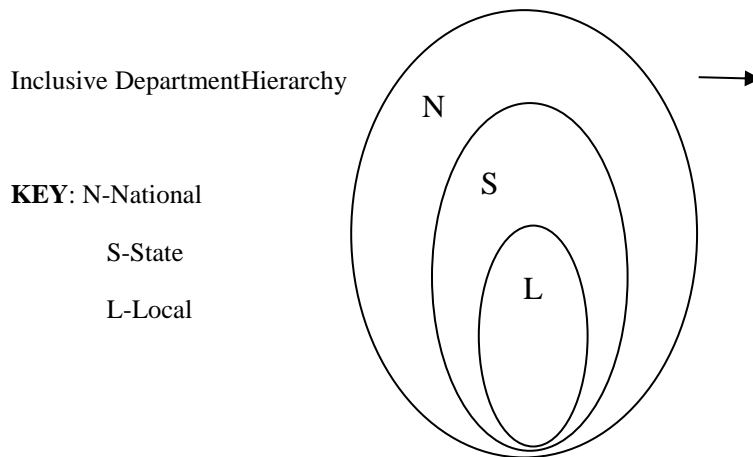 Inclusive DepartmentHierarchy
N
KEY: N-National
S
S-State
L
L-Local